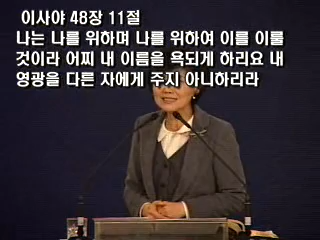 이사야 48장 11절
나는 나를 위하며 나를 위하여 이를 이룰
것이라 어찌 내 이름을 욕되게 하리요 내
영광을 다른 자에게 주지 아니하리라